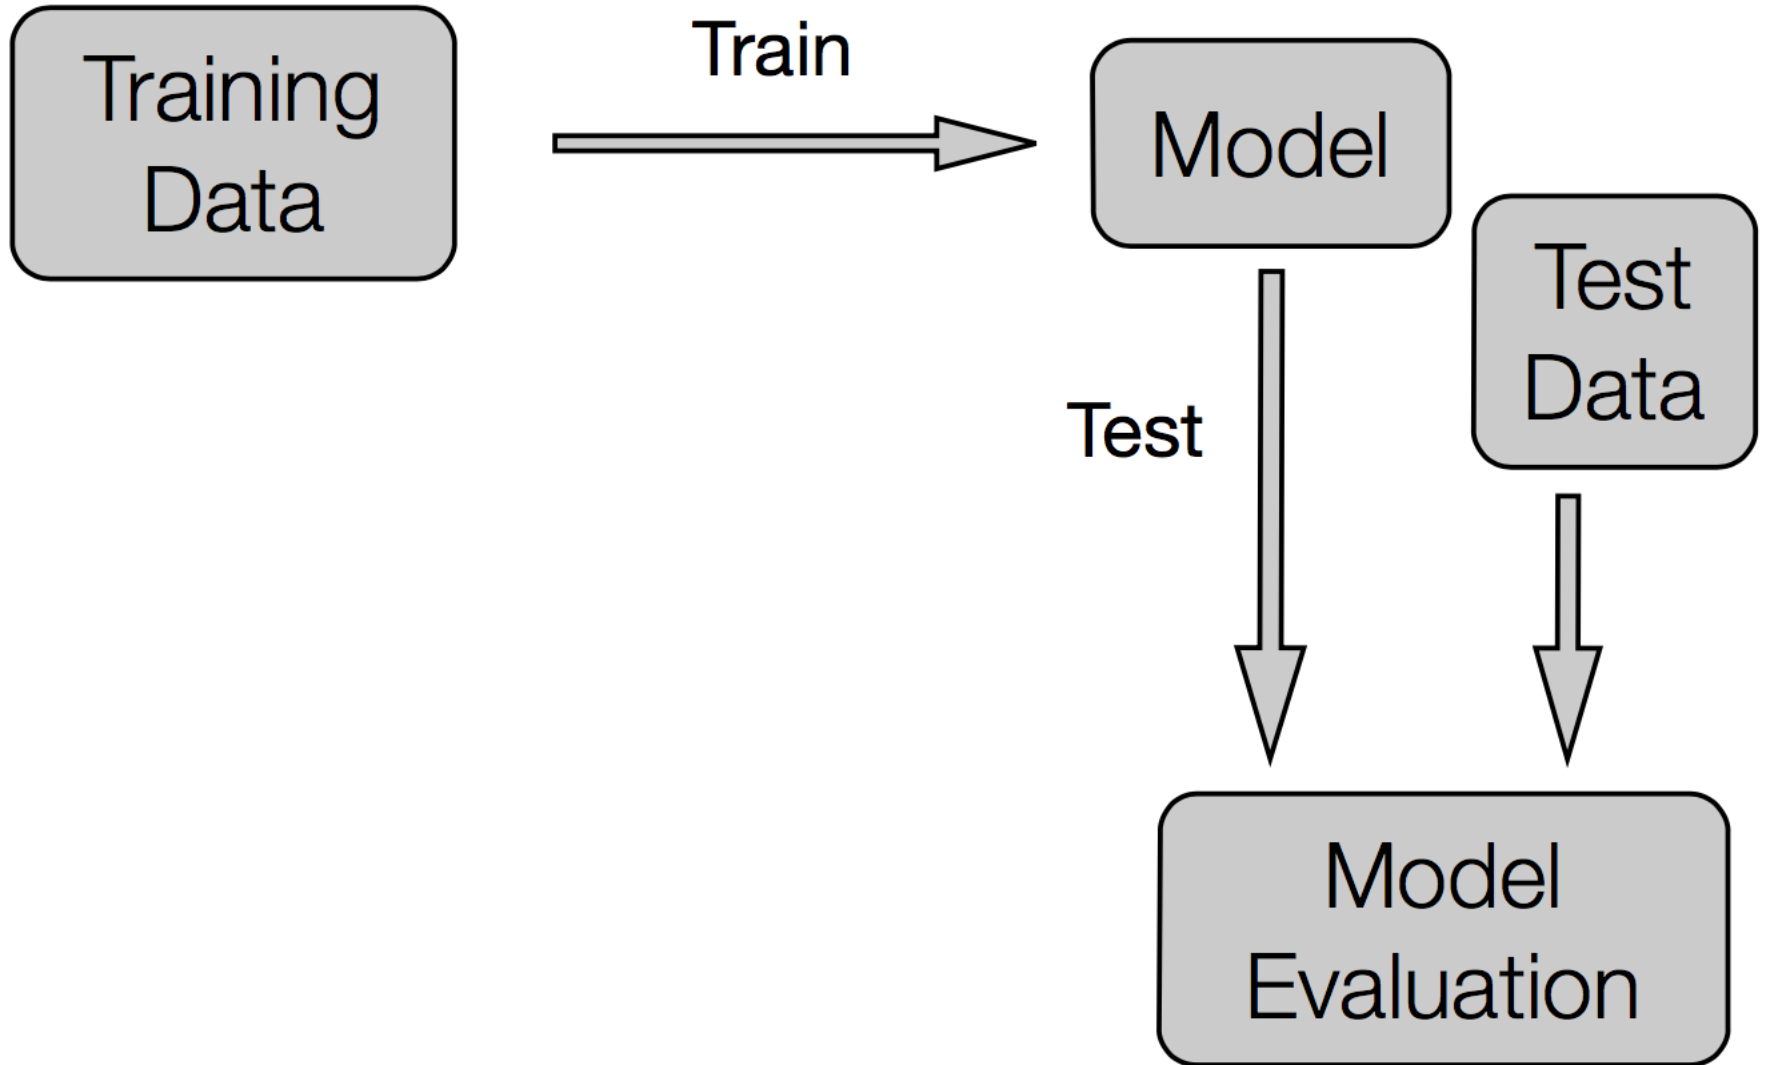 Training
Data
Train
Model
Test
Data
Test
Model
Evaluation